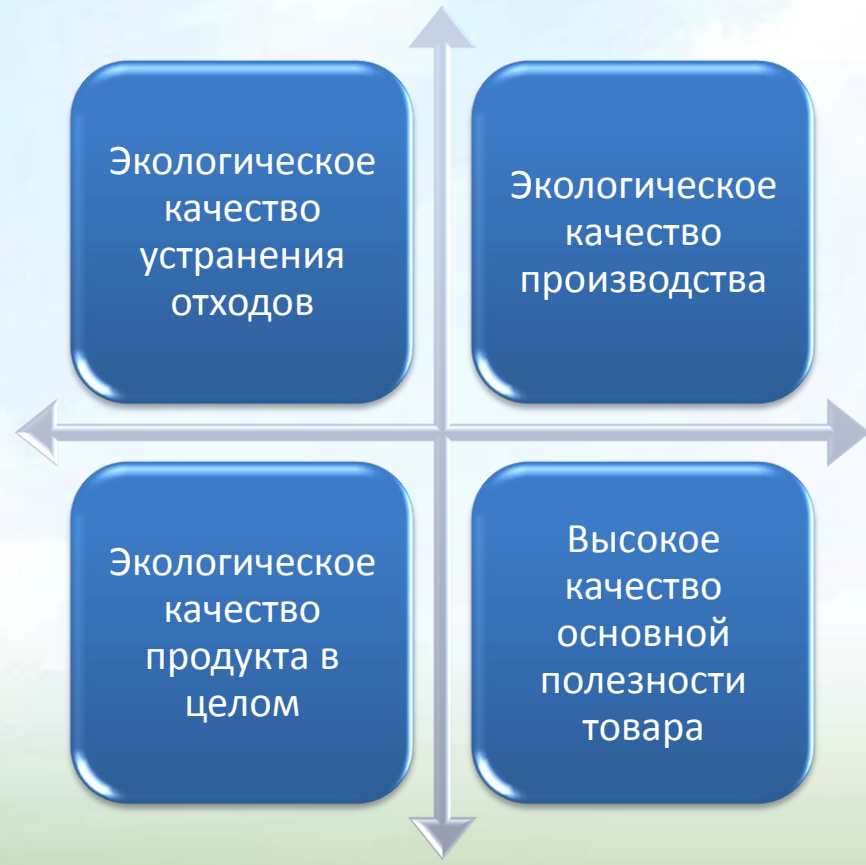 Экологическое
качество
устранения
отходов
Экологическое
качество
производства
Экологическое
качество
продукта в
целом
Высокое
качество
основной
полезности
товара